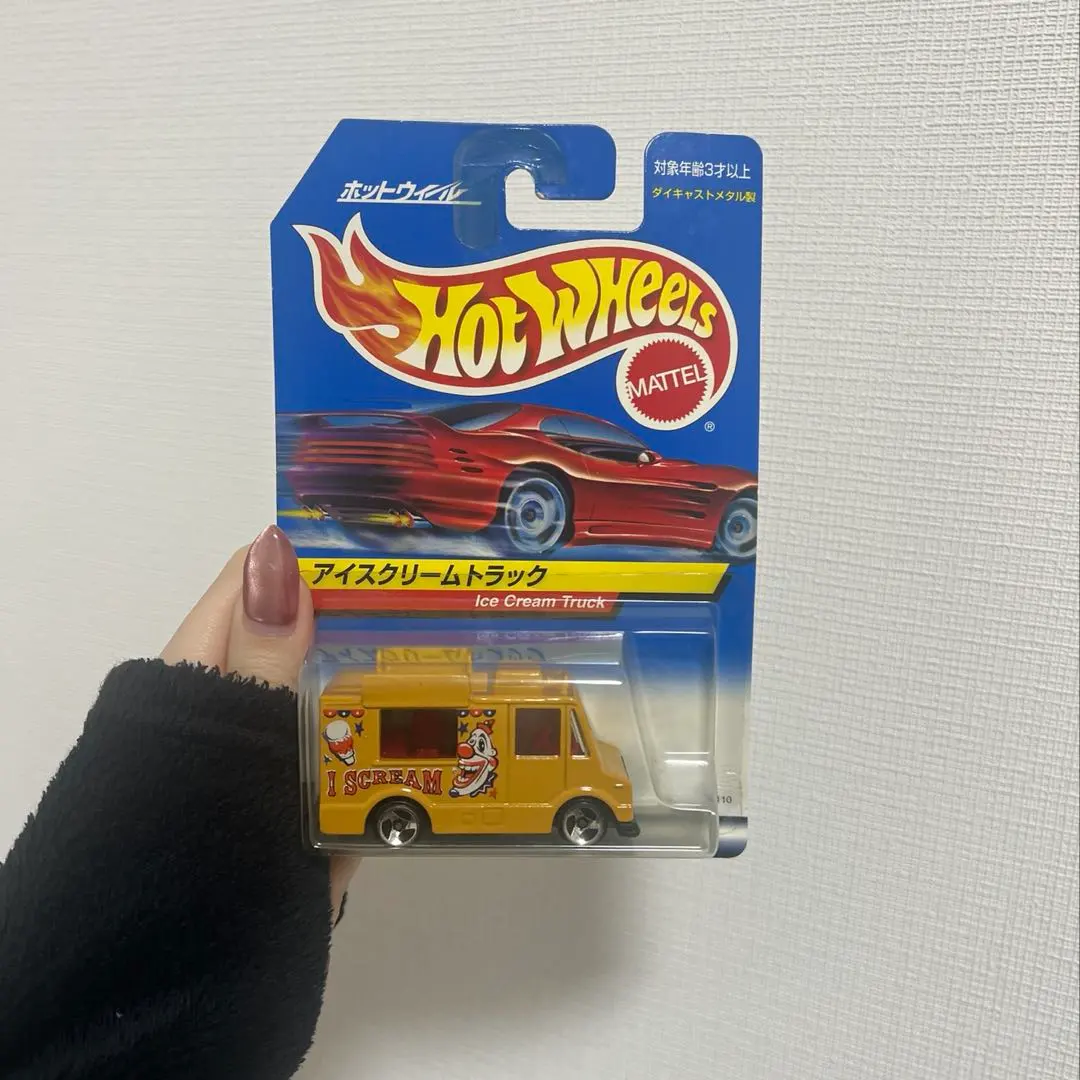 ホットウィール
対象年齢3才以上
ダイキャストメタル製
HOT WHEELS
MATTEL
®
アイスクリームトラック
Ice Cream Truck
I SCREAM